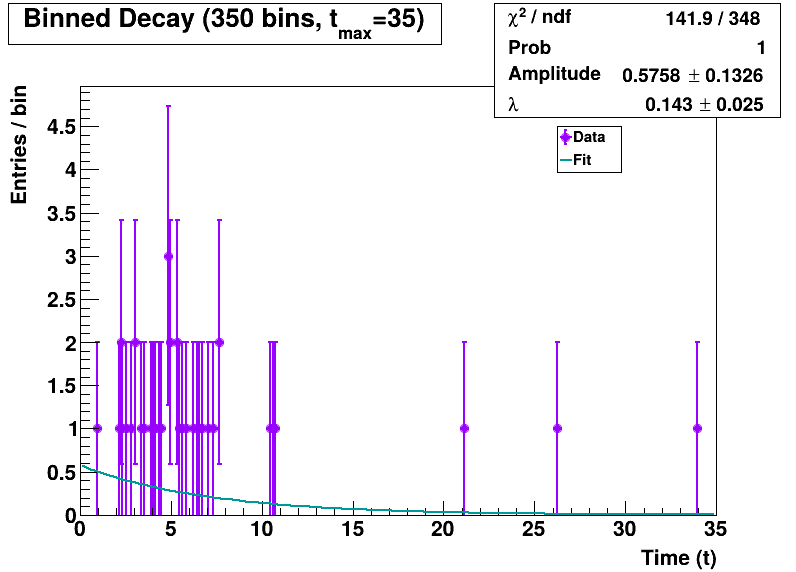 Binned Decay (350 bins, tmax=35)
χ² / ndf 141.9 / 348
Prob 1
Amplitude 0.5758 ± 0.1326
λ 0.143 ± 0.025
Entries / bin
Data
Fit
4.5
4
3.5
3
2.5
2
1.5
1
0.5
0
0 5 10 15 20 25 30 35
Time (t)